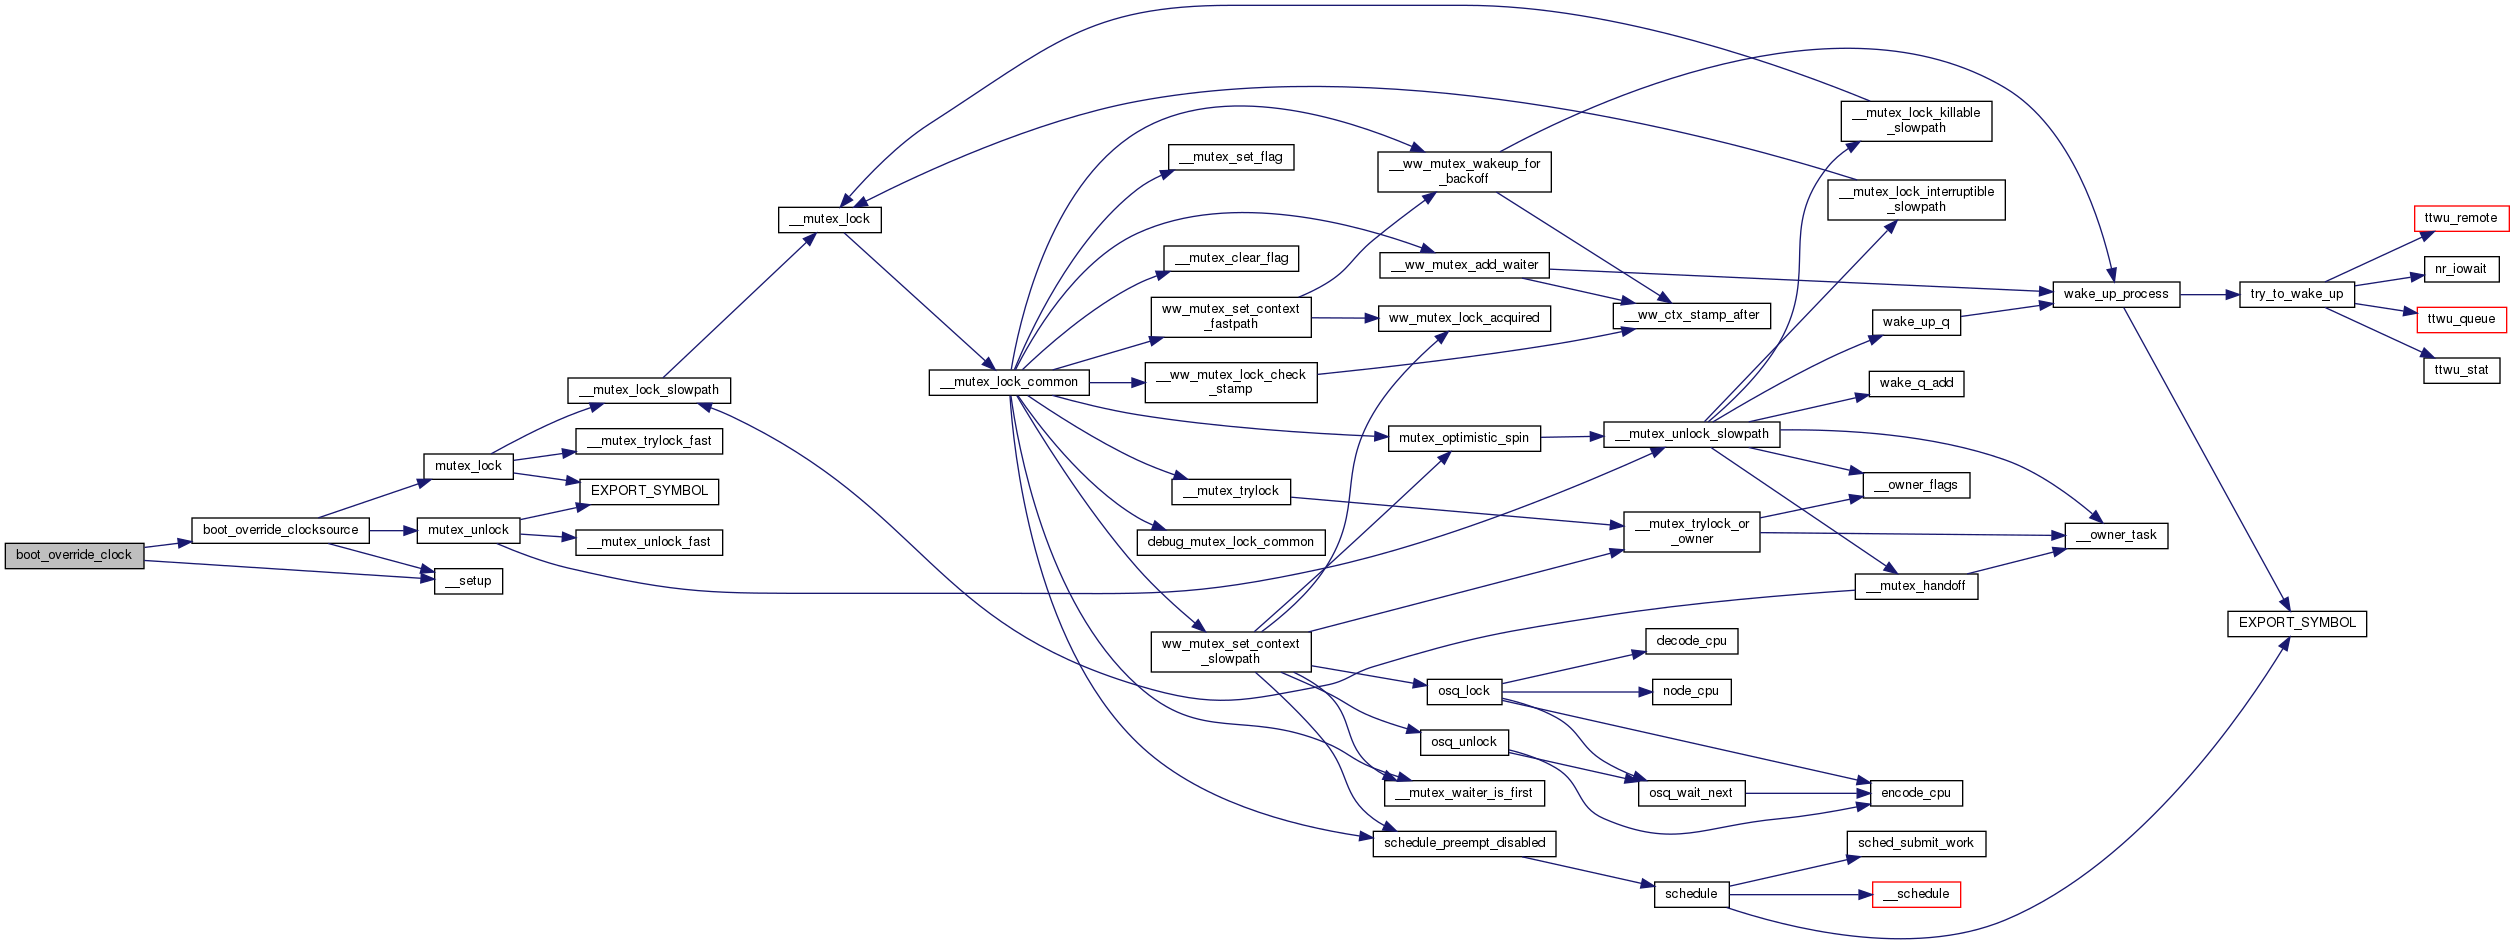 boot_override_clock
boot_override_clocksource
mutex_lock
mutex_unlock
__setup
__mutex_lock_slowpath
__mutex_trylock_fast
EXPORT_SYMBOL
__mutex_unlock_fast
__mutex_lock
__mutex_lock_common
__mutex_set_flag
__mutex_clear_flag
ww_mutex_set_context
_fastpath
__ww_mutex_lock_check
_stamp
__mutex_trylock
debug_mutex_lock_common
ww_mutex_set_context
_slowpath
__ww_mutex_wakeup_for
_backoff
__ww_mutex_add_waiter
ww_mutex_lock_acquired
mutex_optimistic_spin
osq_lock
osq_unlock
__mutex_waiter_is_first
schedule_preempt_disabled
__ww_ctx_stamp_after
__mutex_unlock_slowpath
__mutex_trylock_or
_owner
decode_cpu
node_cpu
osq_wait_next
schedule
__mutex_lock_killable
_slowpath
__mutex_lock_interruptible
_slowpath
wake_up_q
wake_q_add
__owner_flags
__mutex_handoff
encode_cpu
sched_submit_work
__schedule
wake_up_process
__owner_task
try_to_wake_up
EXPORT_SYMBOL
ttwu_remote
nr_iowait
ttwu_queue
ttwu_stat